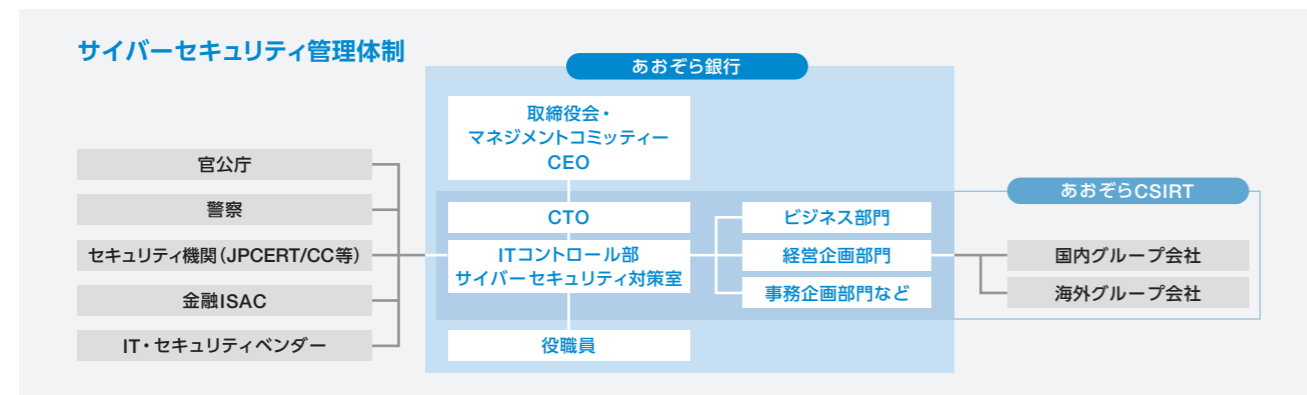 サイバーセキュリティ管理体制
あおぞら銀行
取締役会・
マネジメントコミッティー
CEO
官公庁
警察
セキュリティ機関（JPCERT/CC等）
金融ISAC
IT・セキュリティベンダー
CTO
ITコントロール部
サイバーセキュリティ対策室
役職員
ビジネス部門
経営企画部門
事務企画部門など
あおぞらCSIRT
国内グループ会社
海外グループ会社